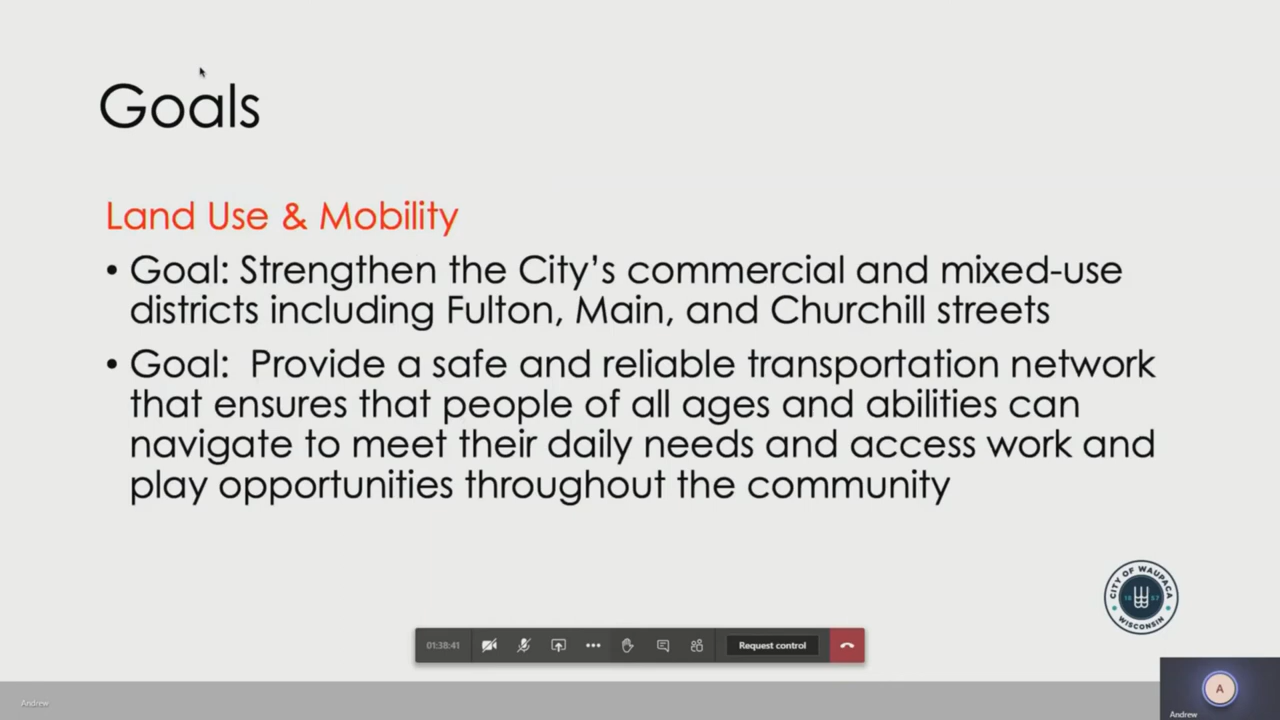 Goals
Land Use & Mobility
• Goal: Strengthen the City’s commercial and mixed-use
districts including Fulton, Main, and Churchill streets
• Goal:  Provide a safe and reliable transportation network
that ensures that people of all ages and abilities can
navigate to meet their daily needs and access work and
play opportunities throughout the community
CITY OF WAUPACA
18 57
WISCONSIN
01:38:41
Request control
A
Andrew
Andrew